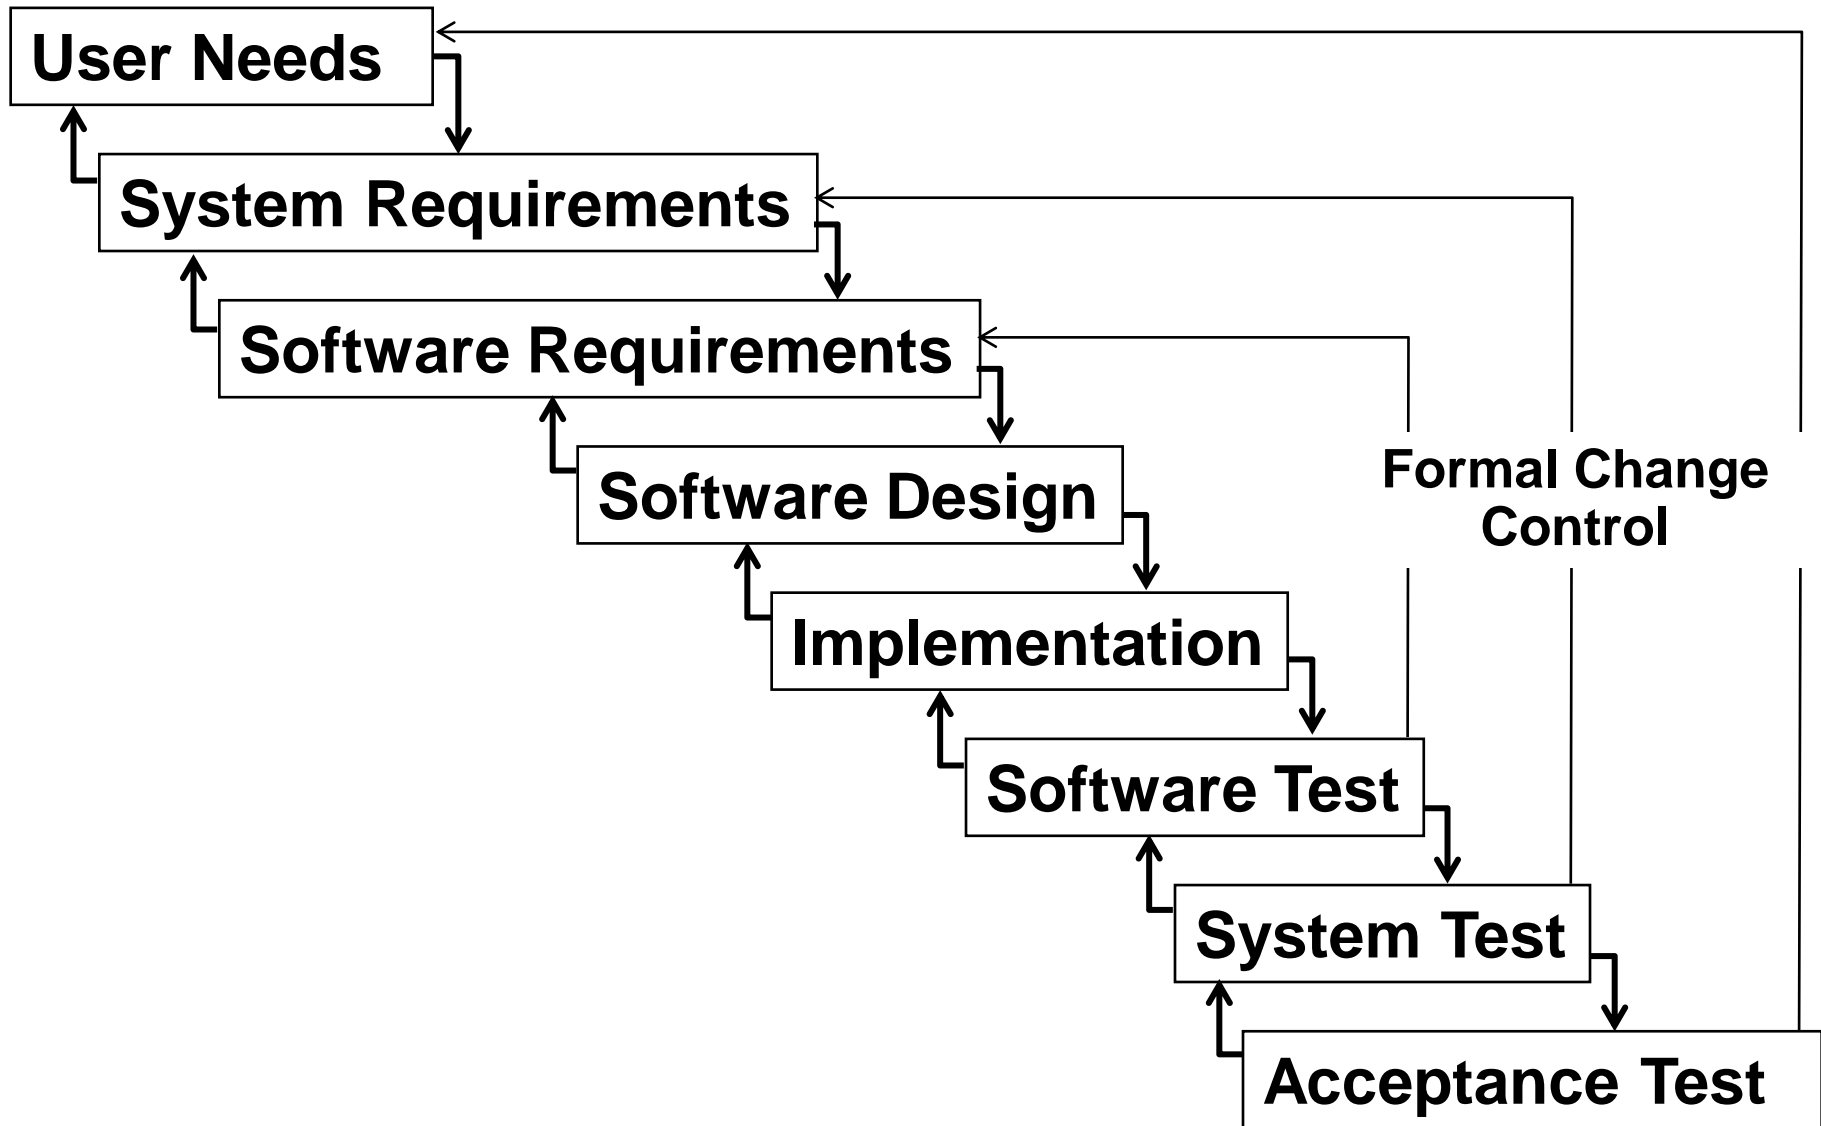 User Needs
System Requirements
Software Requirements
Software Design
Formal Change
Control
Implementation
Software Test
System Test
Acceptance Test